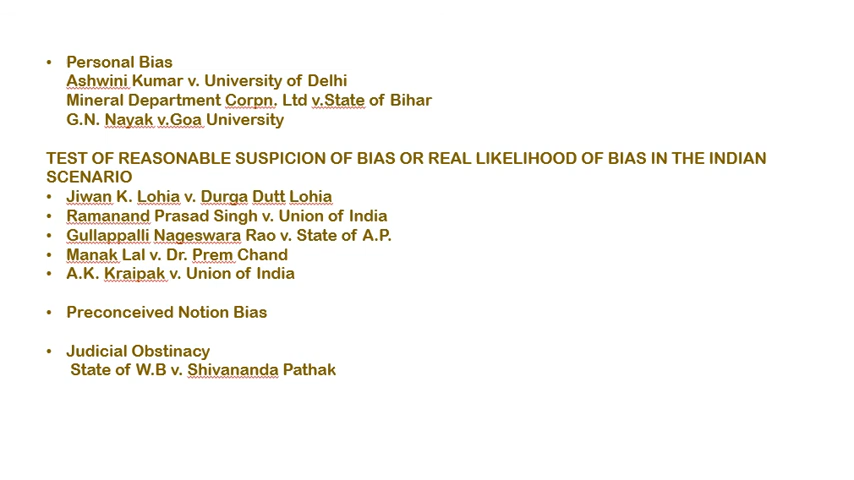 • Personal Bias
Ashwini Kumar v. University of Delhi
Mineral Department Corpn. Ltd v.State of Bihar
G.N. Nayak v.Goa University
TEST OF REASONABLE SUSPICION OF BIAS OR REAL LIKELIHOOD OF BIAS IN THE INDIAN
SCENARIO
• Jiwan K. Lohia v. Durga Dutt Lohia
• Ramanand Prasad Singh v. Union of India
• Gullappalli Nageswara Rao v. State of A.P.
• Manak Lal v. Dr. Prem Chand
• A.K. Kraipak v. Union of India
• Preconceived Notion Bias
• Judicial Obstinacy
State of W.B v. Shivananda Pathak